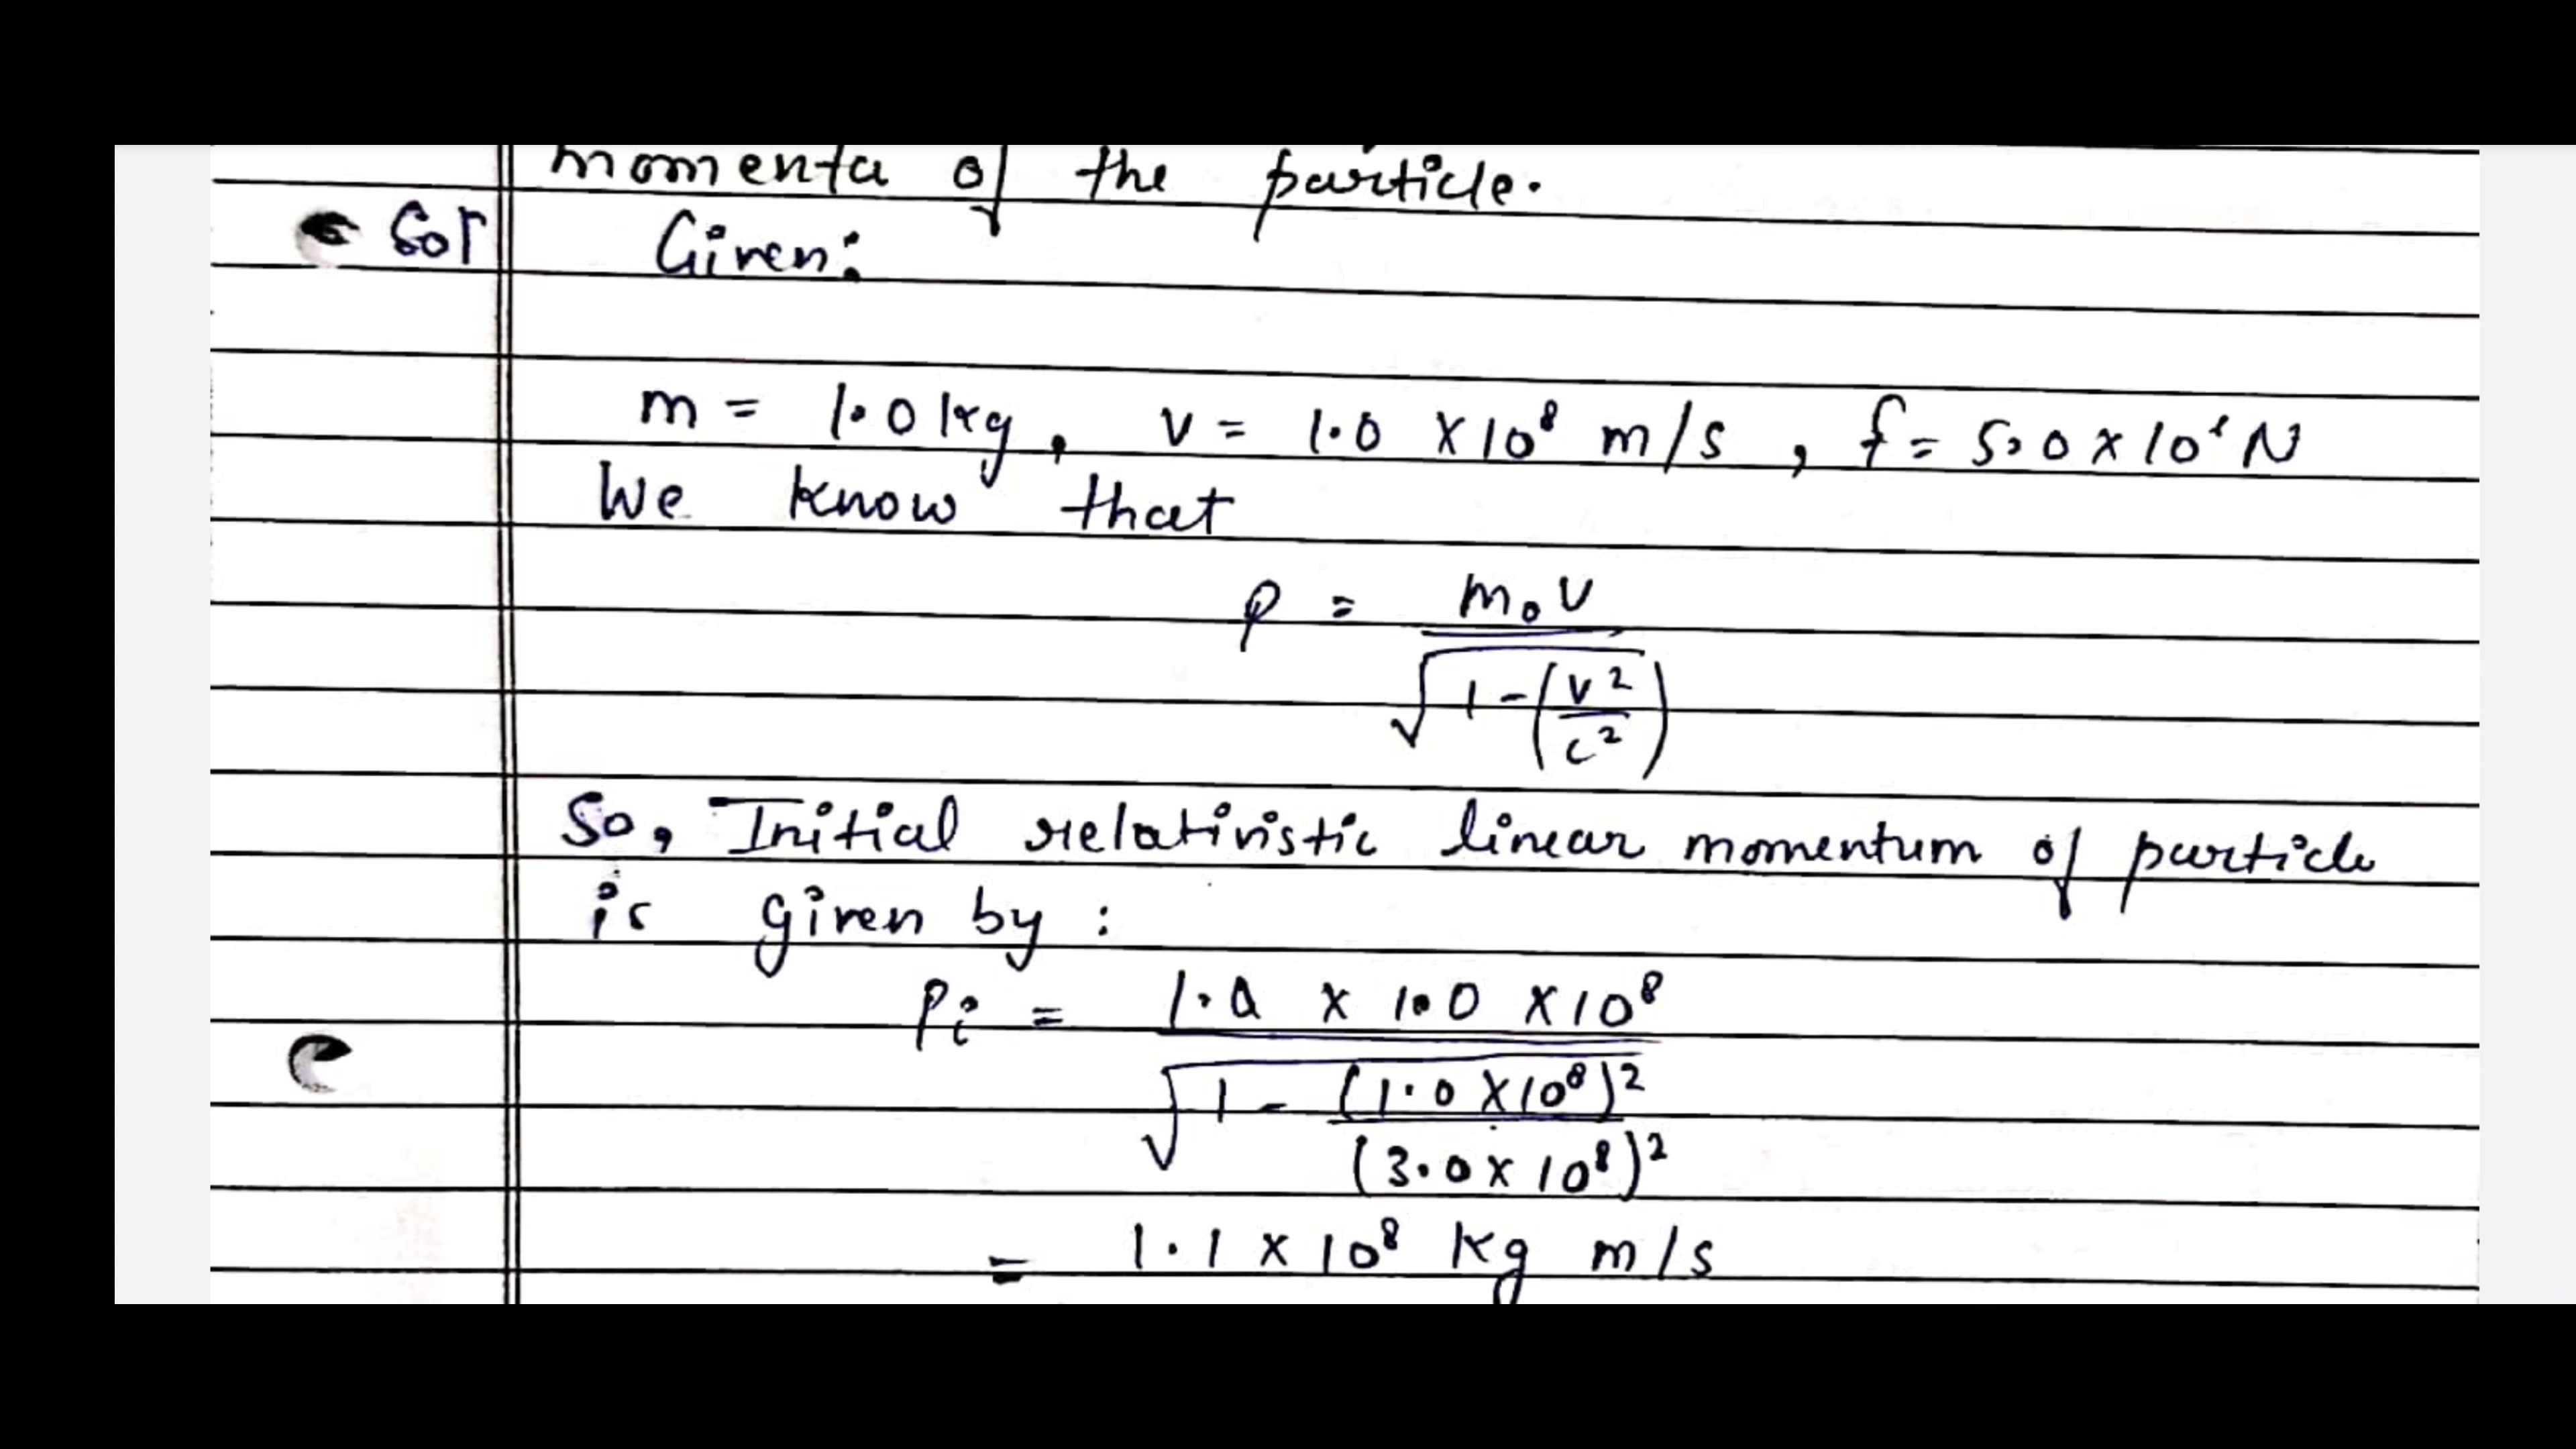 momenta of the particle.
Sol Given:
m = 1.0 kg, v = 1.0 × 10⁸ m/s, f = 5.0 × 10⁸ N
We know that
p = m₀v / √(1 - (v²/c²))
So, Initial relativistic linear momentum of particle
is given by :
Pi = 1.0 × 1.0 × 10⁸ / √(1 - (1.0 × 10⁸)² / (3.0 × 10⁸)²)
= 1.1 × 10⁸ kg m/s